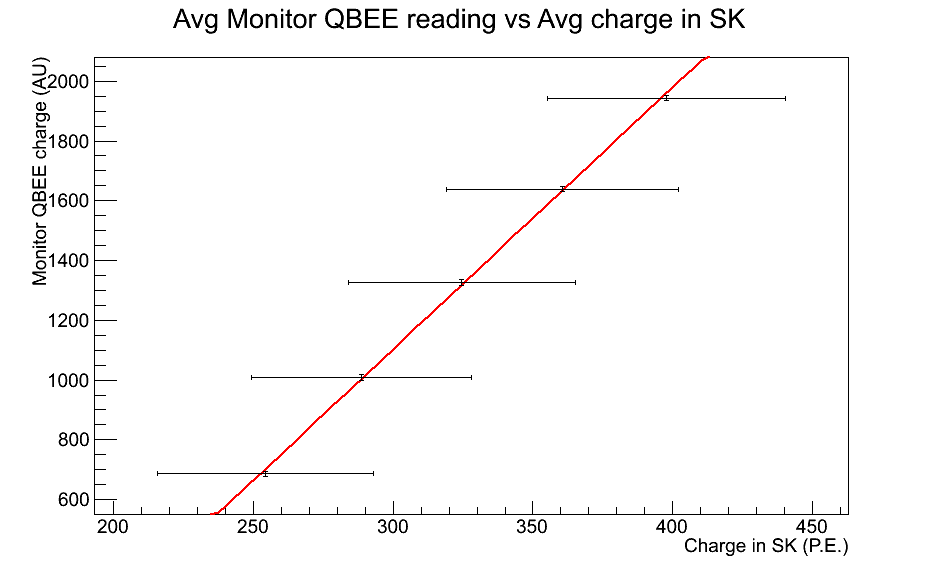 Avg Monitor QBEE reading vs Avg charge in SK
Monitor QBEE charge (AU)
2000
1800
1600
1400
1200
1000
800
600
200 250 300 350 400 450
Charge in SK (P.E.)